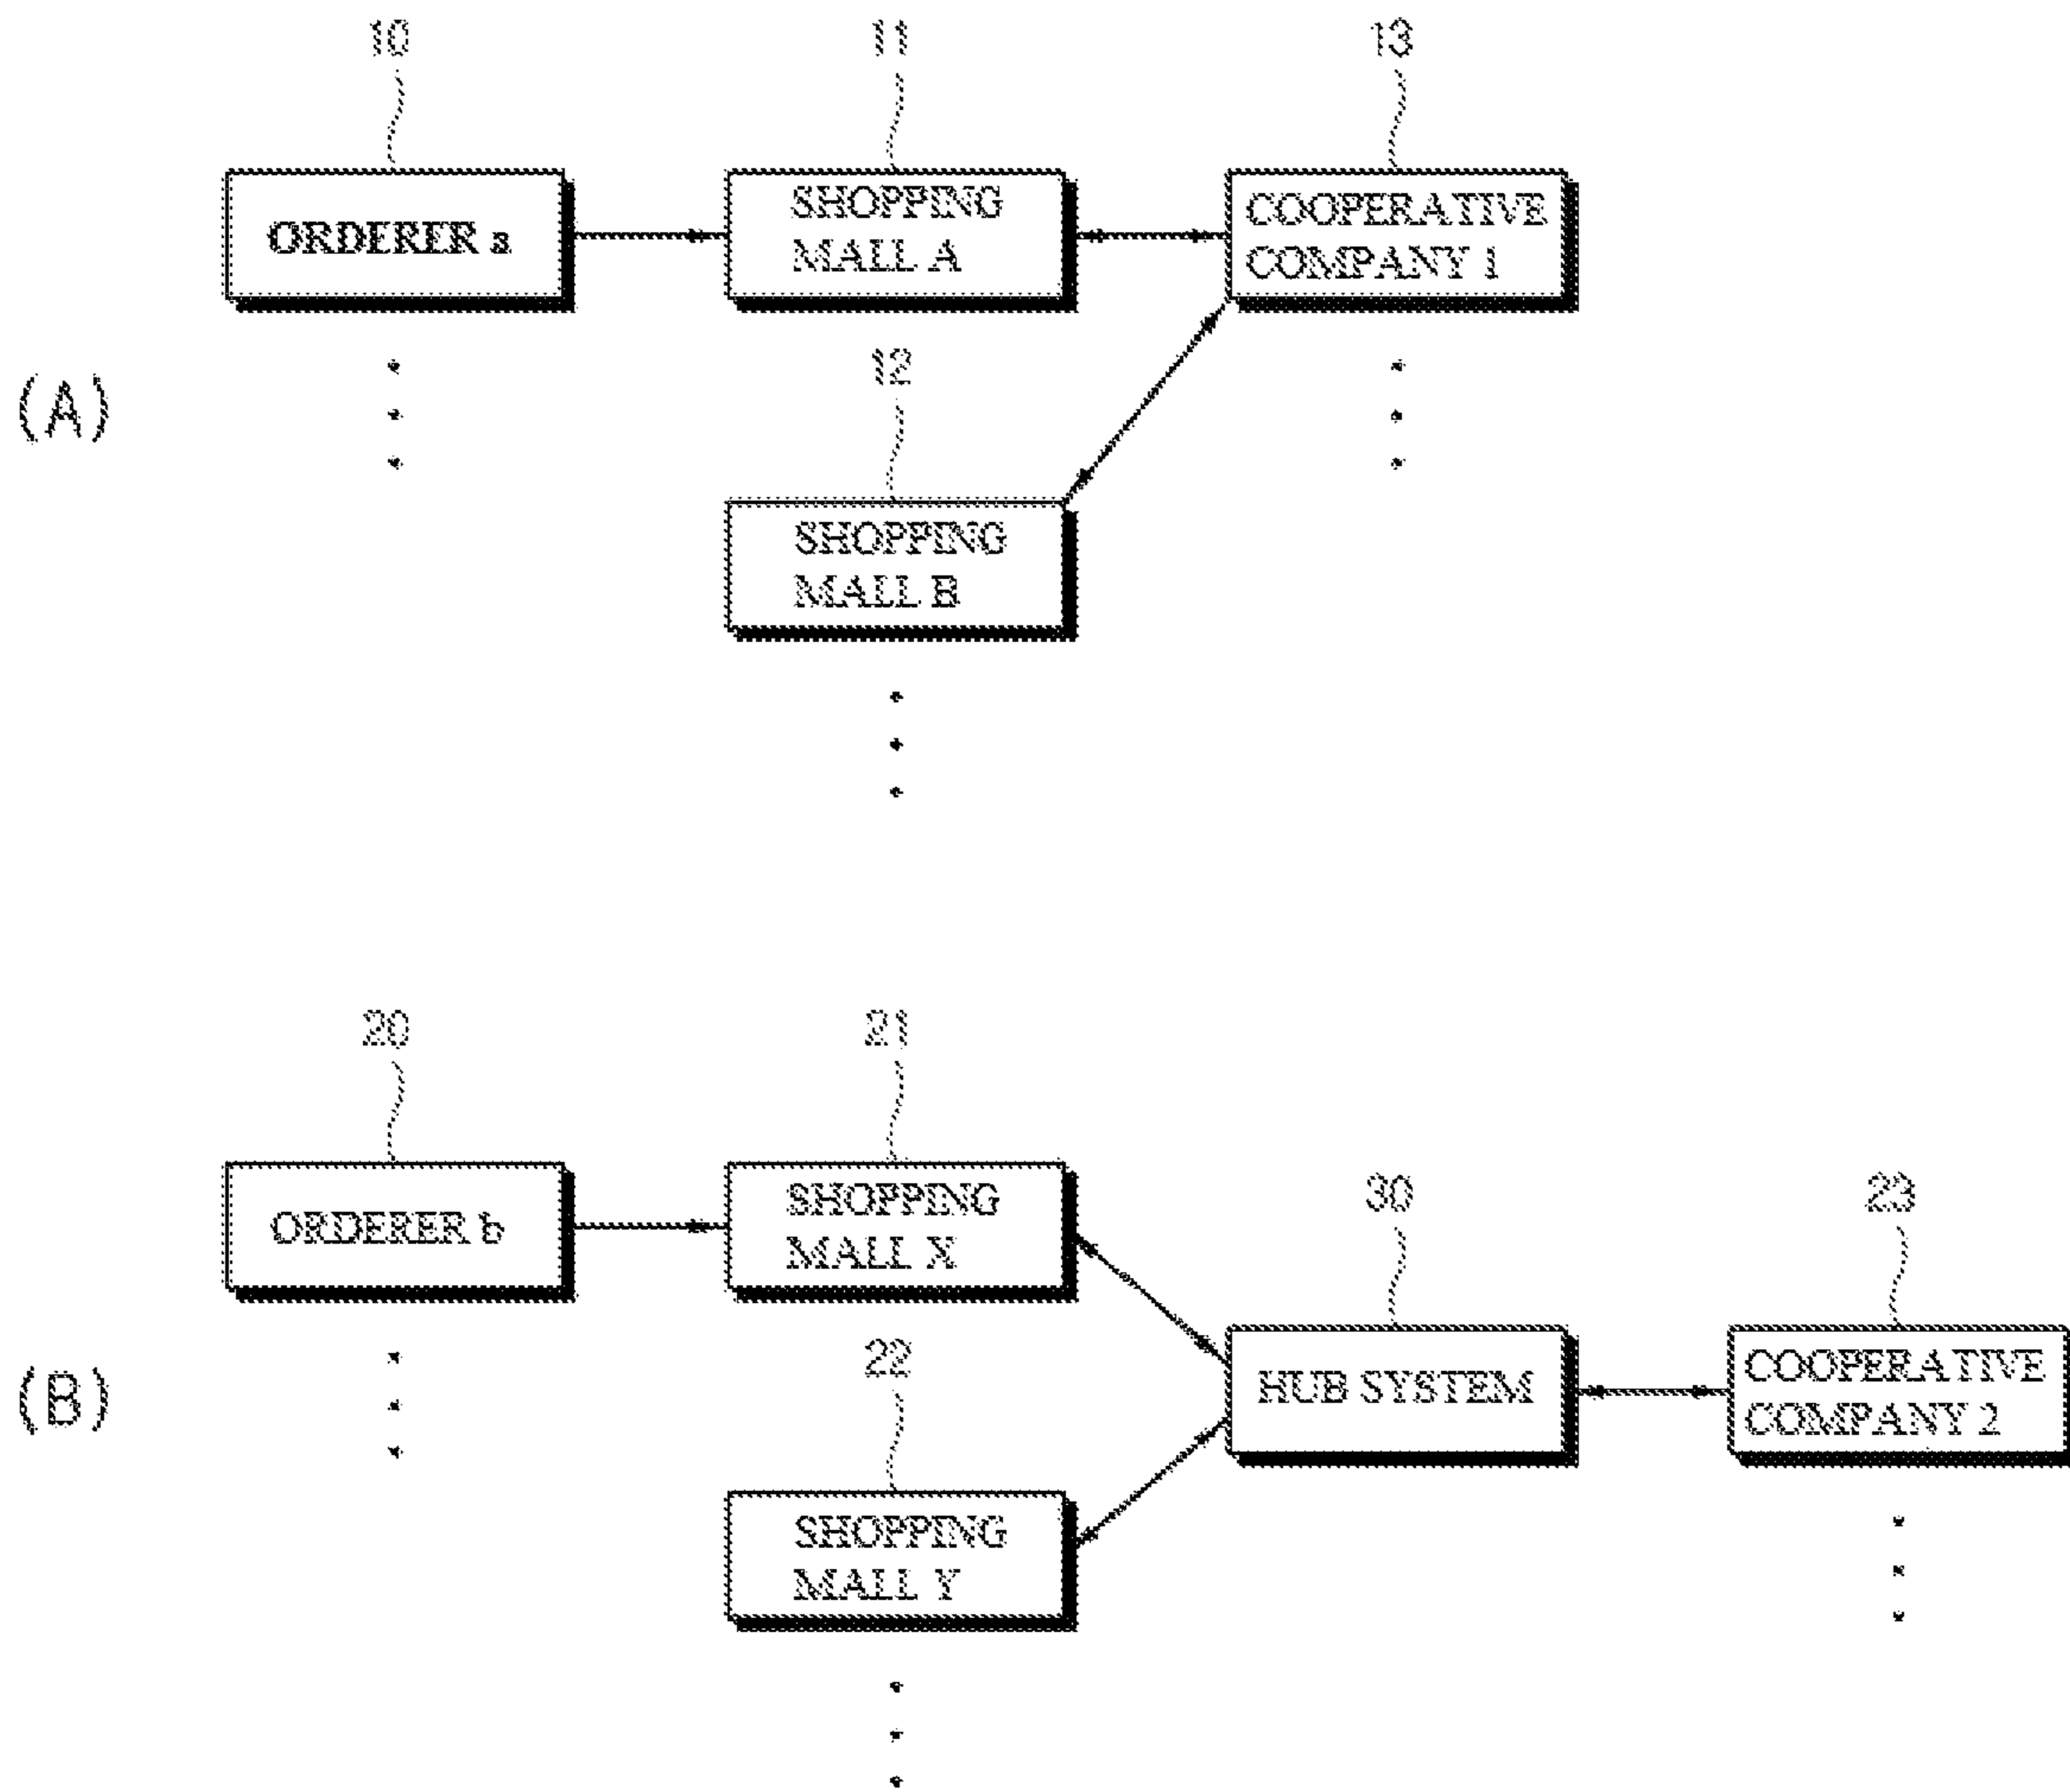 10
11
13
ORDERER a
SHOPPING
MALL A
COOPERATIVE
COMPANY 1
12
(A)
SHOPPING
MALL B
20
21
ORDERER b
SHOPPING
MALL X
30
23
22
HUB SYSTEM
COOPERATIVE
COMPANY 2
(B)
SHOPPING
MALL Y